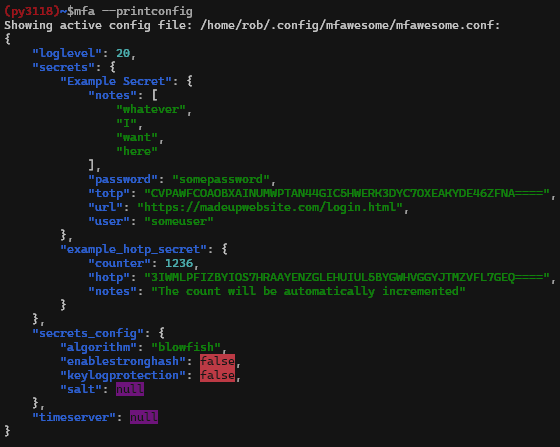 (py3118)~$mfa --printconfig
Showing active config file: /home/rob/.config/mfawesome/mfawesome.conf:
{
    "loglevel": 20,
    "secrets": {
        "Example Secret": {
            "notes": [
                "whatever",
                "I",
                "want",
                "here"
            ],
            "password": "somepassword",
            "totp": "CVPAWFCOAOBXAINUMWPTAN44GIC5HWERK3DYC7OXEAKYDE46ZFNA====",
            "url": "https://madeupwebsite.com/login.html",
            "user": "someuser"
        },
        "example_hotp_secret": {
            "counter": 1236,
            "hotp": "3IWMLPFIZBYIOS7HRAAYENZGLEHUIUL5BYGWHVGGYJTMZVFL7GEQ====",
            "notes": "The count will be automatically incremented"
        }
    },
    "secrets_config": {
        "algorithm": "blowfish",
        "enablestronghash": false,
        "keylogprotection": false,
        "salt": null
    },
    "timeserver": null
}